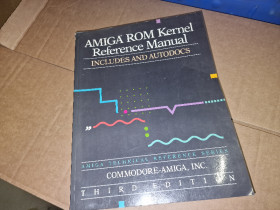 AMIGA ROM Kernel
Reference Manual
INCLUDES AND AUTODOCS
AMIGA TECHNICAL REFERENCE SERIES
COMMODORE-AMIGA, INC.
THIRD EDITION